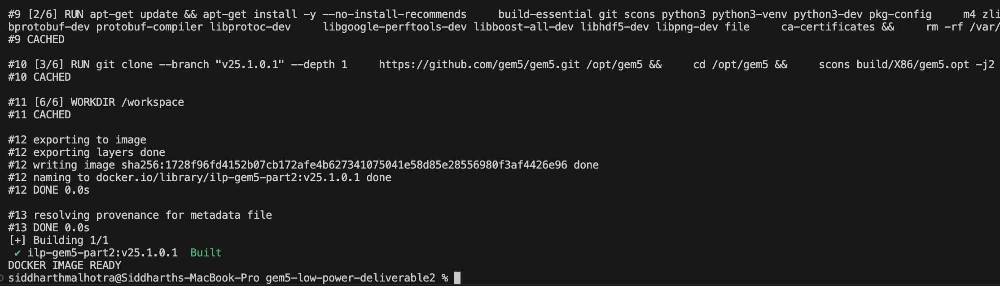 #9 [2/6] RUN apt-get update && apt-get install -y --no-install-recommends     build-essential git scons python3 python3-venv python3-dev pkg-config     m4 zli
bprotobuf-dev protobuf-compiler libprotoc-dev     libgoogle-perftools-dev libboost-all-dev libhdf5-dev libpng-dev file     ca-certificates &&     rm -rf /var/
#9 CACHED
#10 [3/6] RUN git clone --branch "v25.1.0.1" --depth 1     https://github.com/gem5/gem5.git /opt/gem5 &&     cd /opt/gem5 &&     scons build/X86/gem5.opt -j2
#10 CACHED
#11 [6/6] WORKDIR /workspace
#11 CACHED
#12 exporting to image
#12 exporting layers done
#12 writing image sha256:1728f96fd4152b07cb172afe4b627341075041e58d85e28556980f3af4426e96 done
#12 naming to docker.io/library/ilp-gem5-part2:v25.1.0.1 done
#12 DONE 0.0s
#13 resolving provenance for metadata file
#13 DONE 0.0s
[+] Building 1/1
✔ ilp-gem5-part2:v25.1.0.1  Built
DOCKER IMAGE READY
siddharthmalhotra@Siddharths-MacBook-Pro gem5-low-power-deliverable2 %